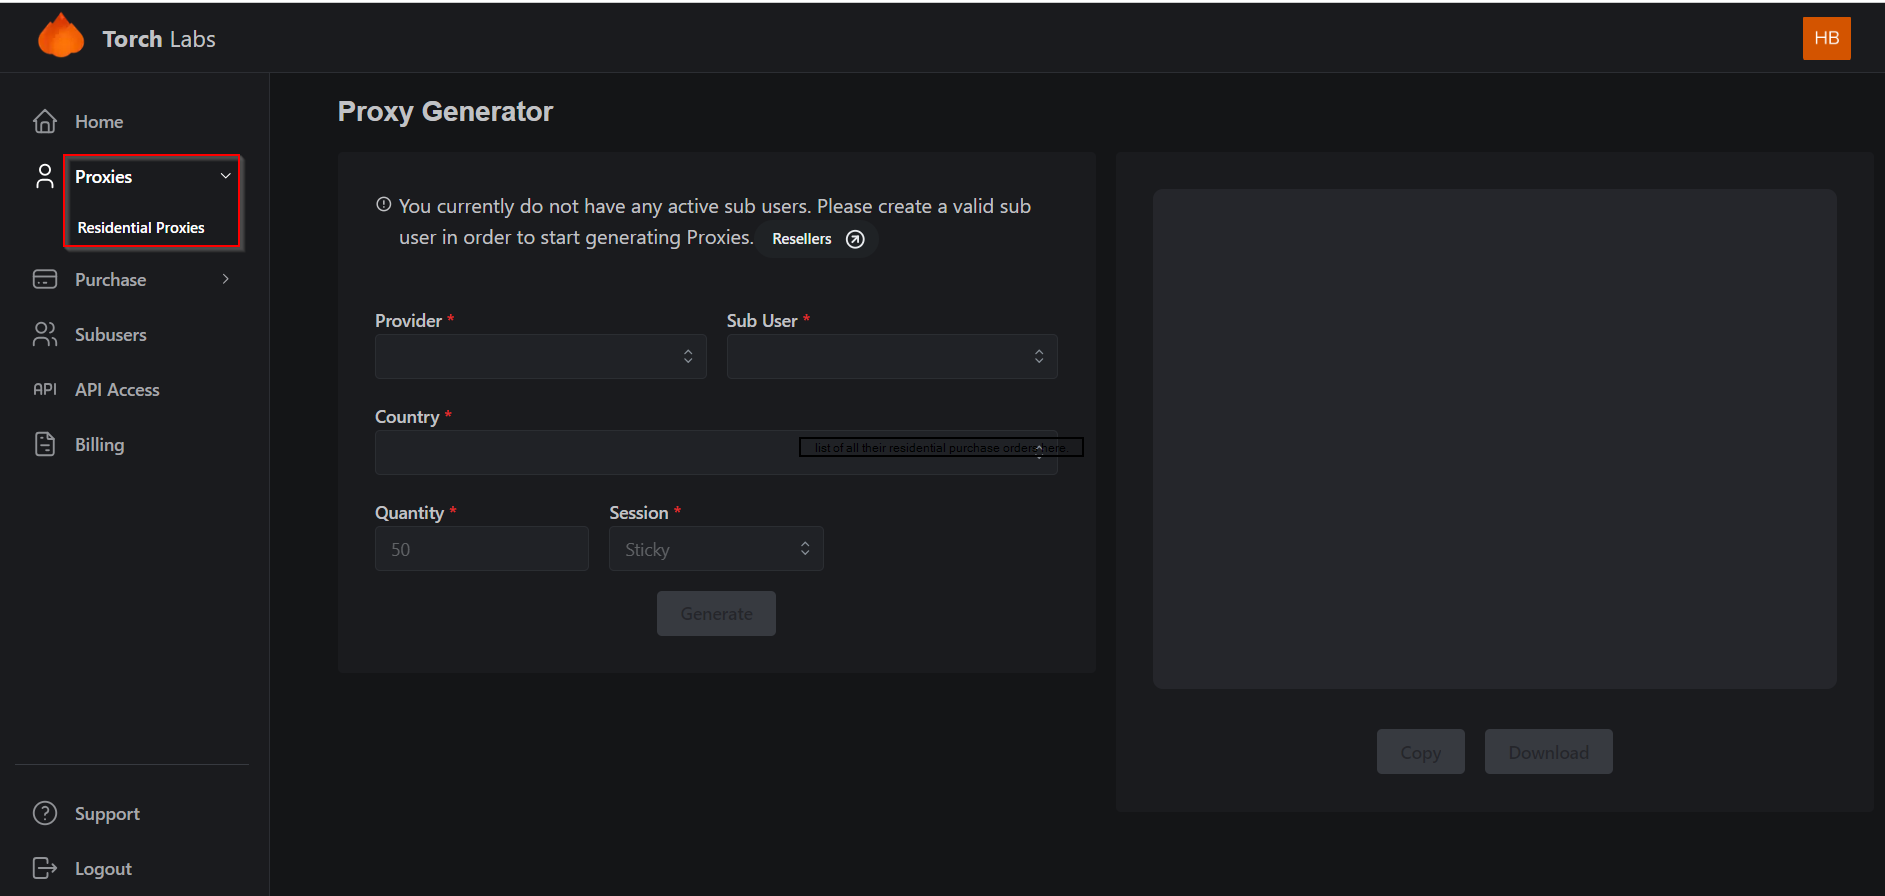 Torch Labs
HB
Home
Proxies
Residential Proxies
Purchase
Subusers
API
API Access
Billing
Support
Logout
Proxy Generator
You currently do not have any active sub users. Please create a valid sub
user in order to start generating Proxies. Resellers
Provider *
Sub User *
Country *
list of all their residential purchase orders here.
Quantity *
Session *
50
Sticky
Generate
Copy
Download